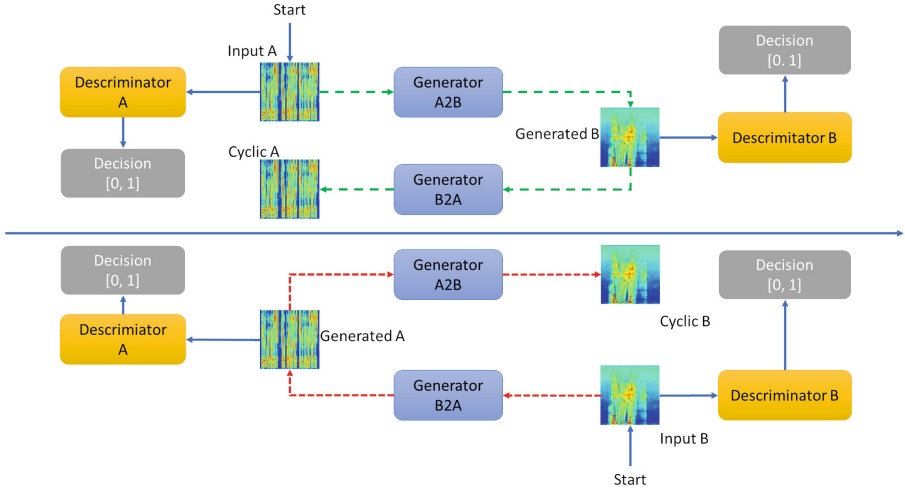 Start
Input A
Descriminator
A
Decision
[0, 1]
Generator
A2B
Generated B
Decision
[0. 1]
Descrimitator B
Cyclic A
Generator
B2A
Decision
[0, 1]
Descrimiator
A
Generated A
Generator
A2B
Cyclic B
Decision
[0, 1]
Generator
B2A
Descriminator B
Input B
Start